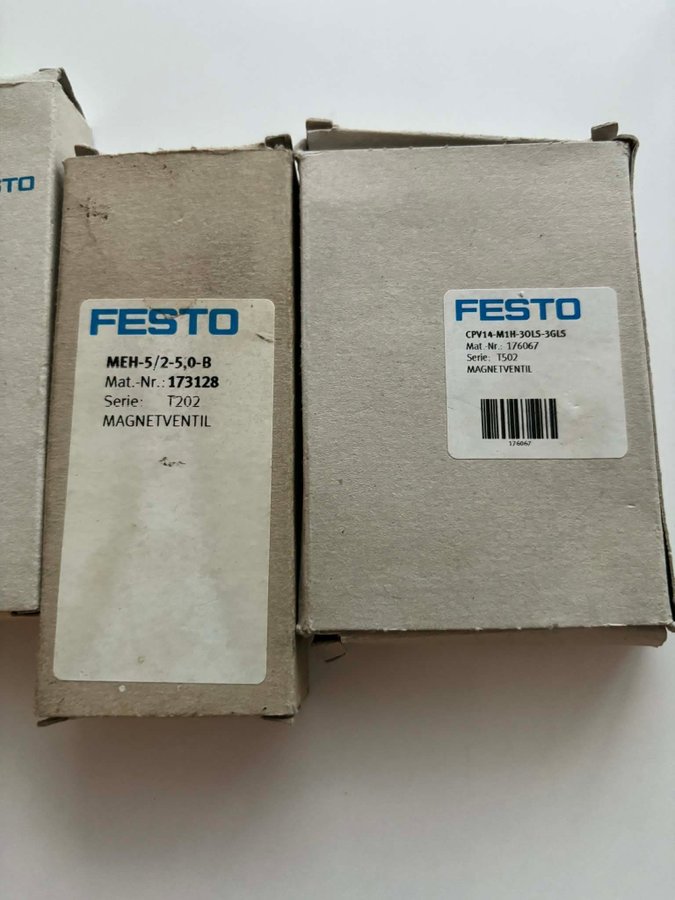 STO
FESTO
MEH-5/2-5,0-B
Mat.-Nr.: 173128
Serie: T202
MAGNETVENTIL
FESTO
CPV14-M1H-30LS-3GLS
Mat.-Nr.: 176067
Serie: T502
MAGNETVENTIL
176067